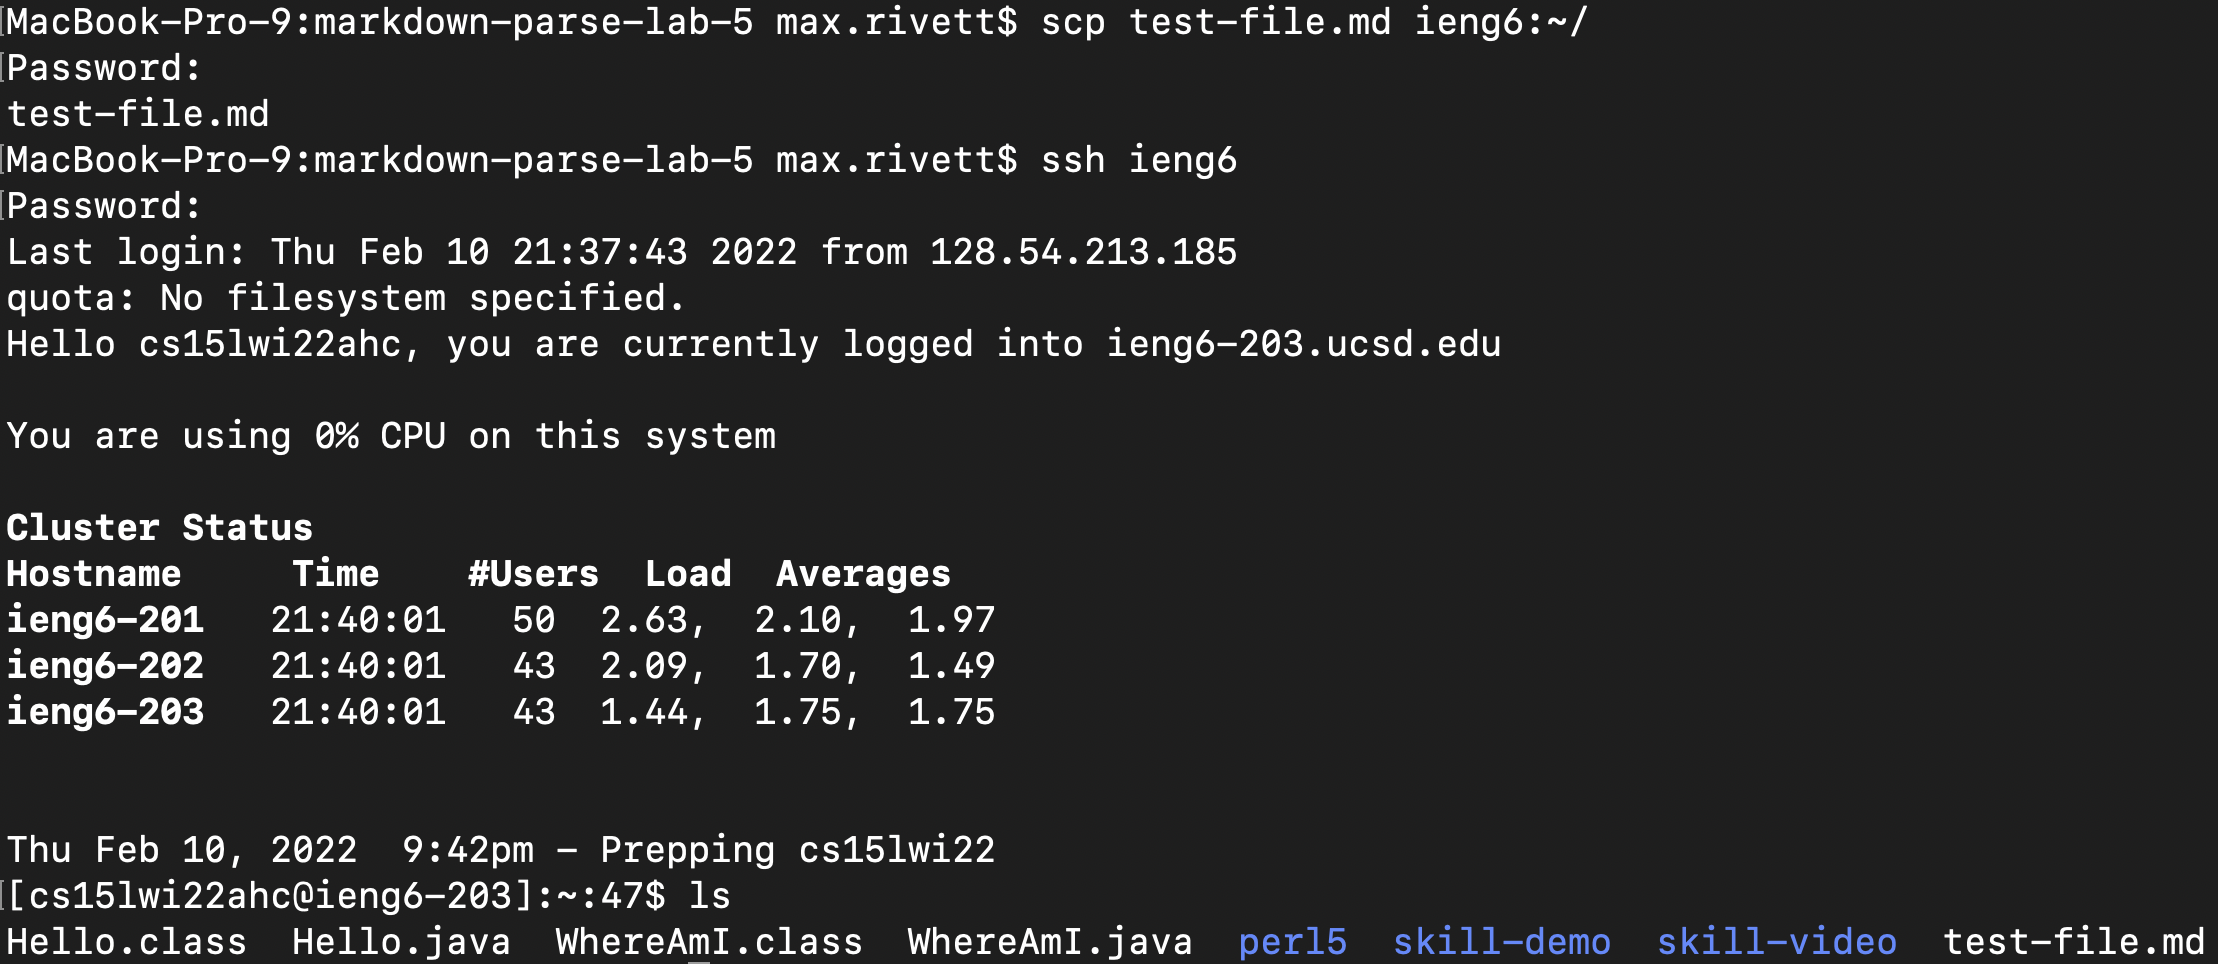 MacBook-Pro-9:markdown-parse-lab-5 max.rivett$ scp test-file.md ieng6:~/
Password:
test-file.md
MacBook-Pro-9:markdown-parse-lab-5 max.rivett$ ssh ieng6
Password:
Last login: Thu Feb 10 21:37:43 2022 from 128.54.213.185
quota: No filesystem specified.
Hello cs15lwi22ahc, you are currently logged into ieng6-203.ucsd.edu
You are using 0% CPU on this system
Cluster Status
Hostname     Time    #Users  Load  Averages
ieng6-201   21:40:01   50  2.63,  2.10,  1.97
ieng6-202   21:40:01   43  2.09,  1.70,  1.49
ieng6-203   21:40:01   43  1.44,  1.75,  1.75
Thu Feb 10, 2022  9:42pm - Prepping cs15lwi22
[cs15lwi22ahc@ieng6-203]:~:47$ ls
Hello.class  Hello.java  WhereAmI.class  WhereAmI.java  perl5  skill-demo  skill-video  test-file.md